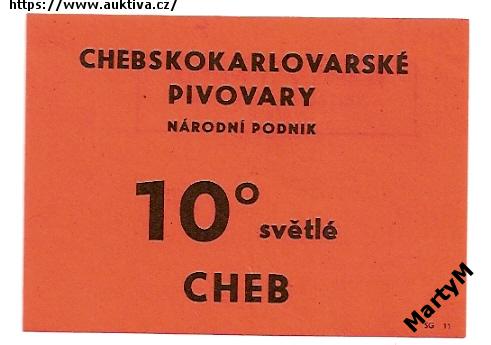 https://www.auktiva.cz/
CHEBSKOKARLOVARSKÉ
PIVOVARY
NÁRODNÍ PODNIK
10° světlé
CHEB
MartyM
SG 11